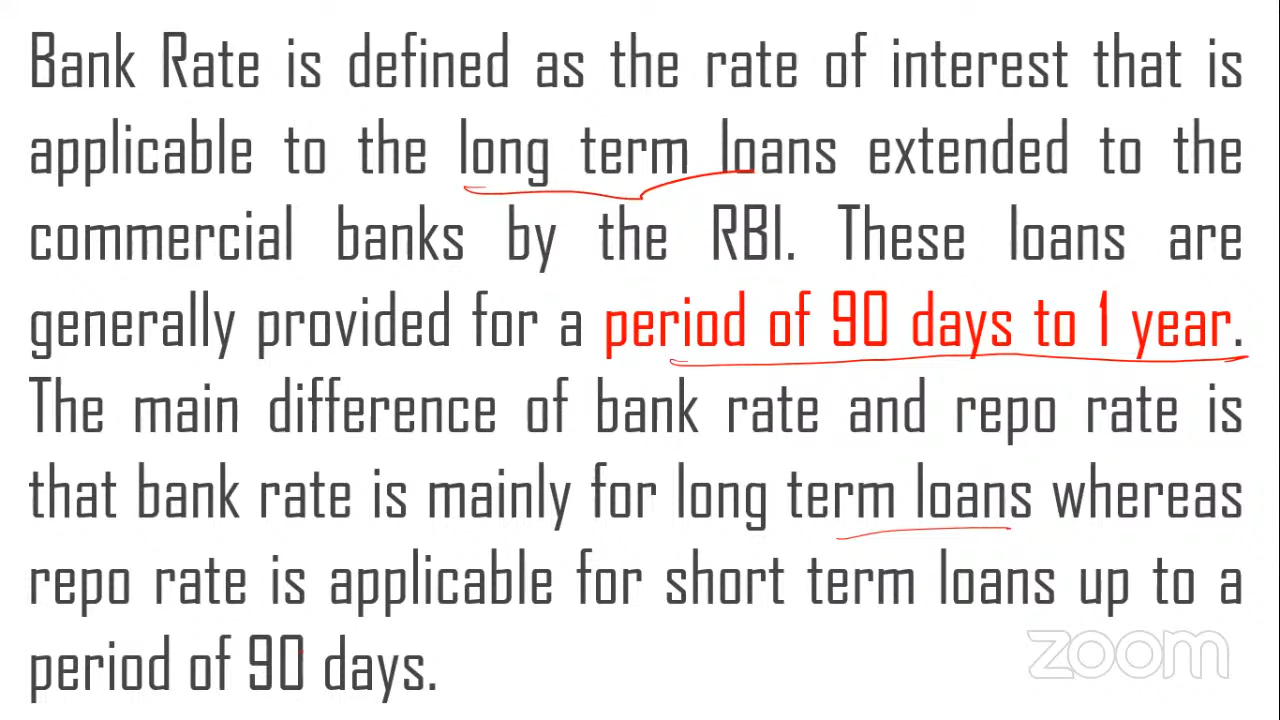 Bank Rate is defined as the rate of interest that is
applicable to the long term loans extended to the
commercial banks by the RBI. These loans are
generally provided for a period of 90 days to 1 year.
The main difference of bank rate and repo rate is
that bank rate is mainly for long term loans whereas
repo rate is applicable for short term loans up to a
period of 90 days.
zoom